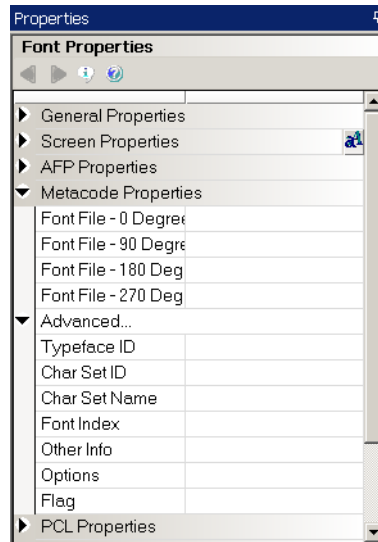 Properties
Font Properties
General Properties
Screen Properties
AFP Properties
Metacode Properties
Font File - 0 Degree
Font File - 90 Degre
Font File - 180 Deg
Font File - 270 Deg
Advanced...
Typeface ID
Char Set ID
Char Set Name
Font Index
Other Info
Options
Flag
PCL Properties